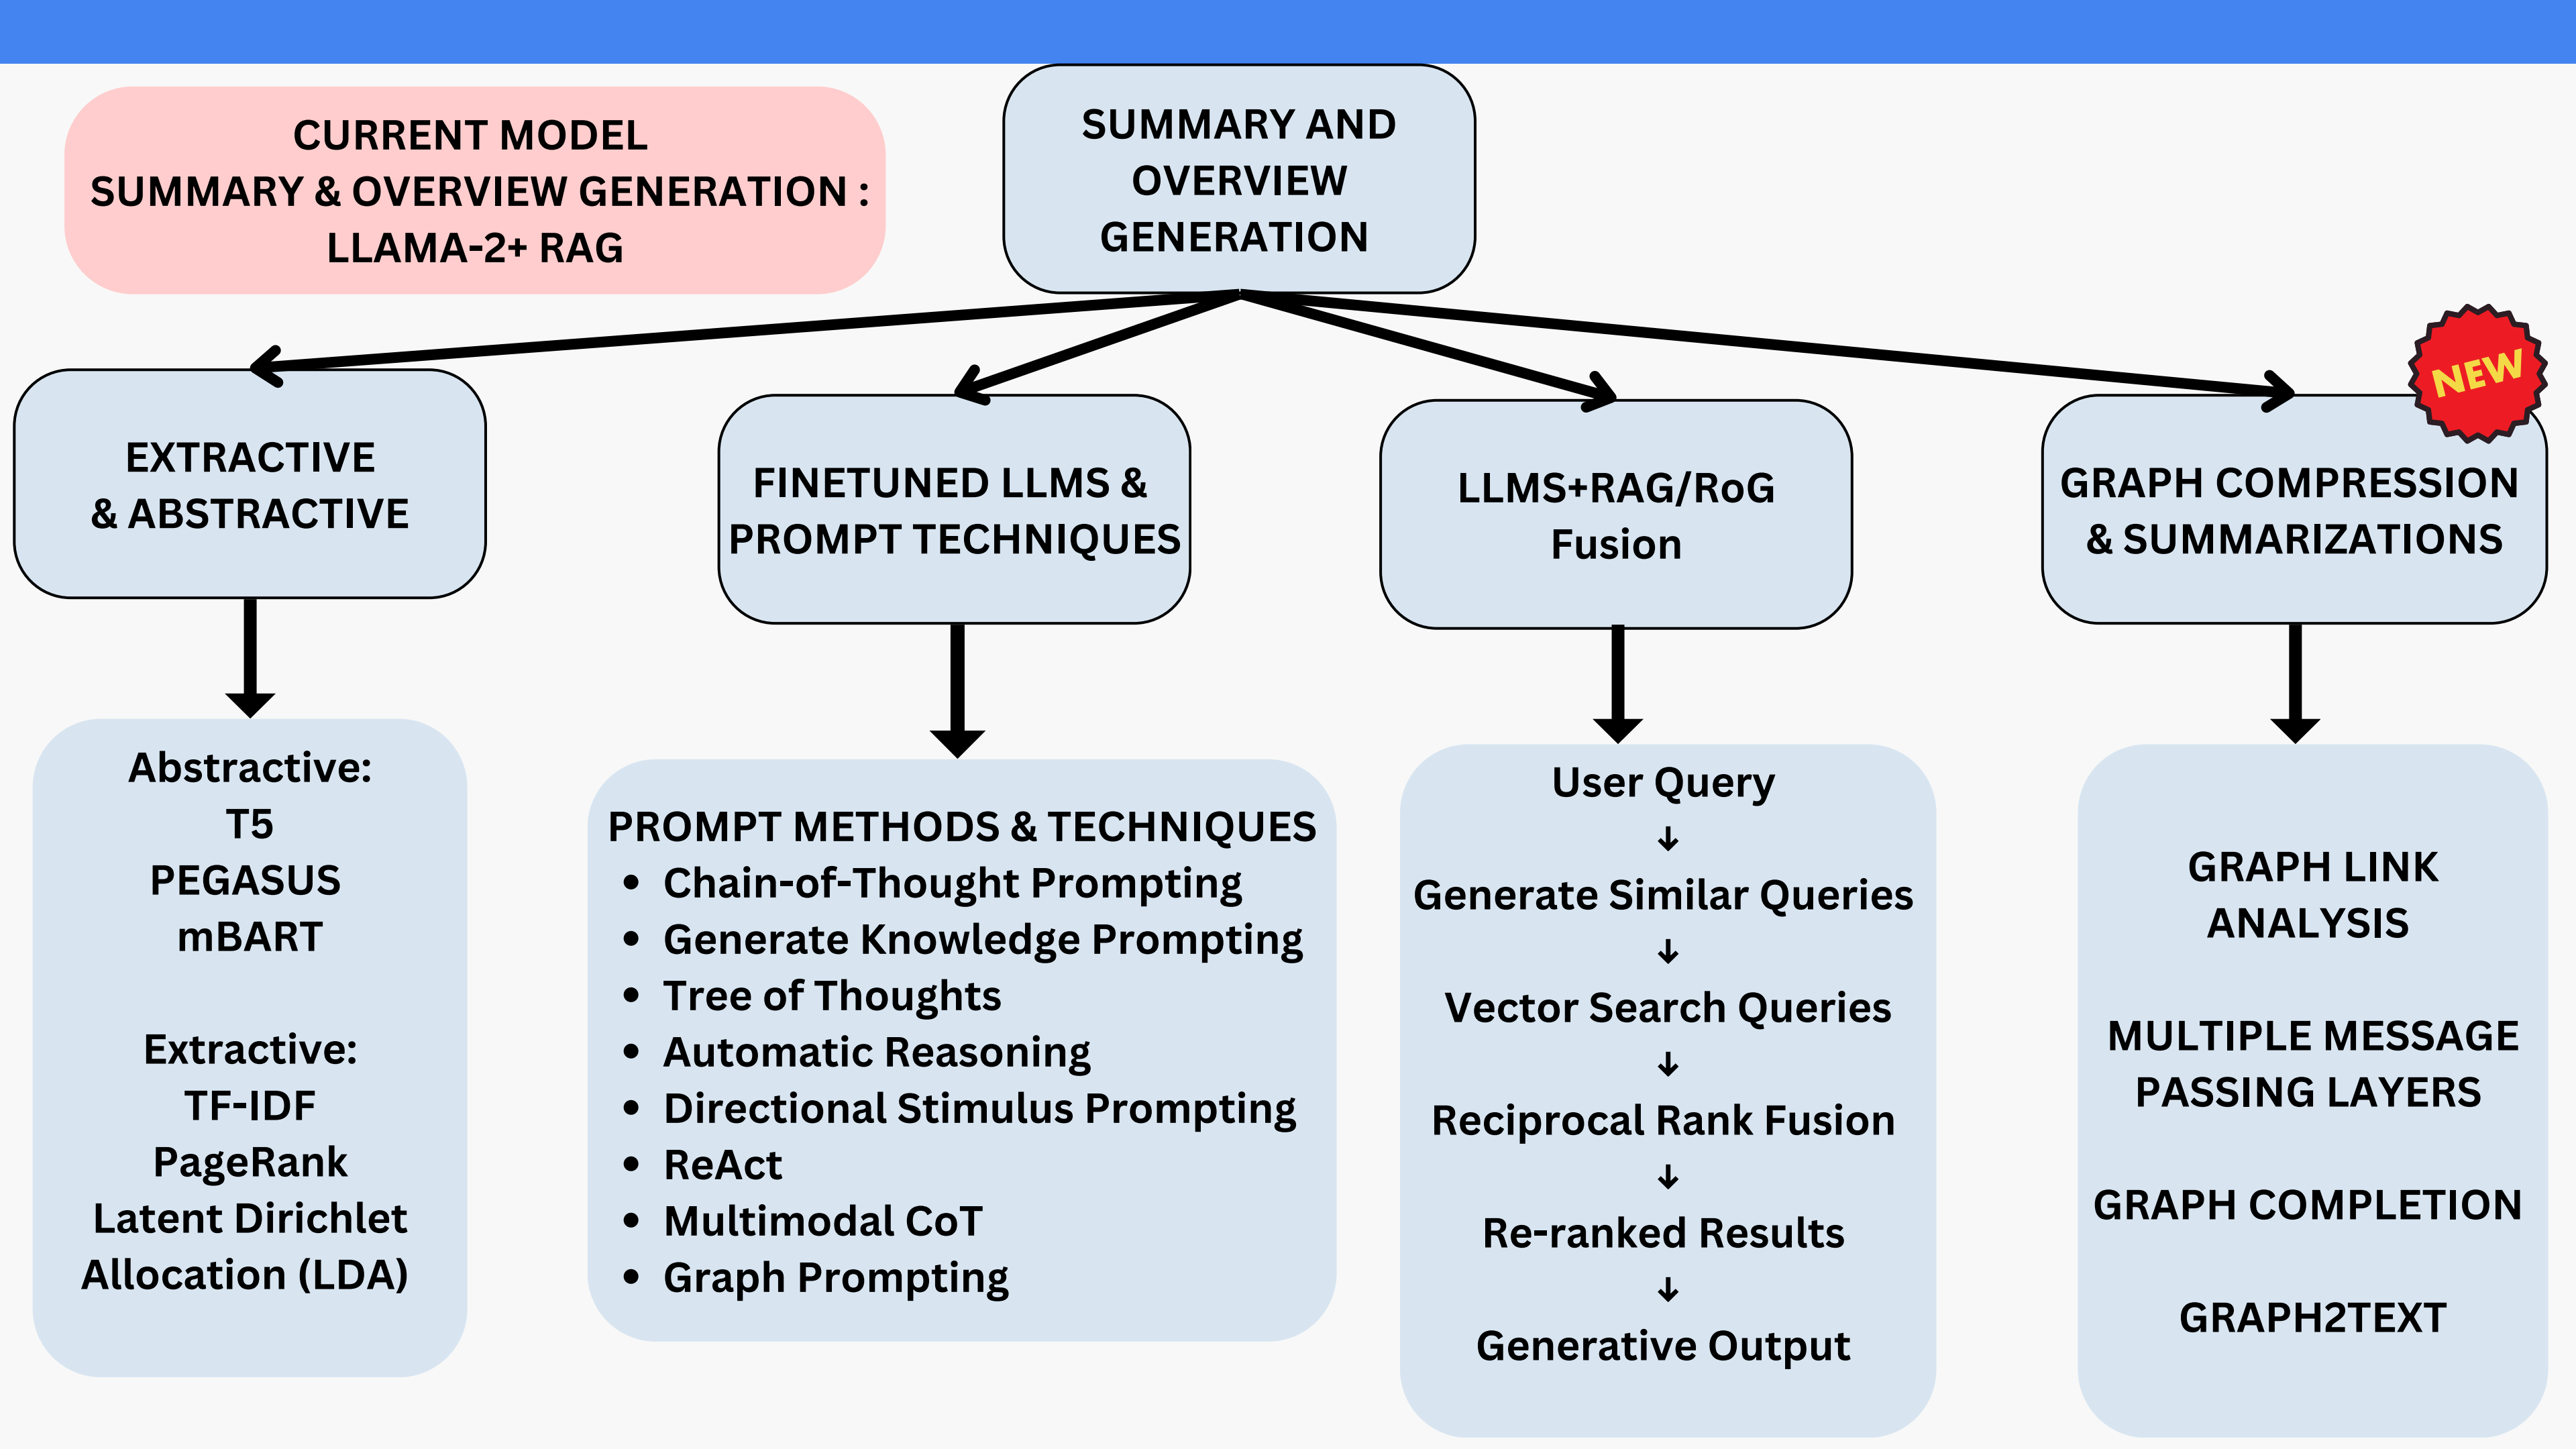 CURRENT MODEL
SUMMARY & OVERVIEW GENERATION :
LLAMA-2+ RAG
SUMMARY AND
OVERVIEW
GENERATION
NEW
EXTRACTIVE
& ABSTRACTIVE
FINETUNED LLMS &
PROMPT TECHNIQUES
LLMS+RAG/RoG
Fusion
GRAPH COMPRESSION
& SUMMARIZATIONS
Abstractive:
T5
PEGASUS
mBART
Extractive:
TF-IDF
PageRank
Latent Dirichlet
Allocation (LDA)
PROMPT METHODS & TECHNIQUES
• Chain-of-Thought Prompting
• Generate Knowledge Prompting
• Tree of Thoughts
• Automatic Reasoning
• Directional Stimulus Prompting
• ReAct
• Multimodal CoT
• Graph Prompting
User Query
↓
Generate Similar Queries
↓
Vector Search Queries
↓
Reciprocal Rank Fusion
↓
Re-ranked Results
↓
Generative Output
GRAPH LINK
ANALYSIS
MULTIPLE MESSAGE
PASSING LAYERS
GRAPH COMPLETION
GRAPH2TEXT